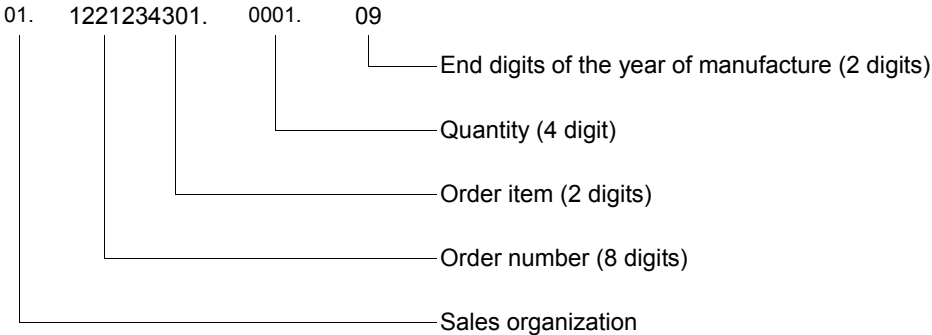 01. 1221234301. 0001. 09
End digits of the year of manufacture (2 digits)
Quantity (4 digit)
Order item (2 digits)
Order number (8 digits)
Sales organization